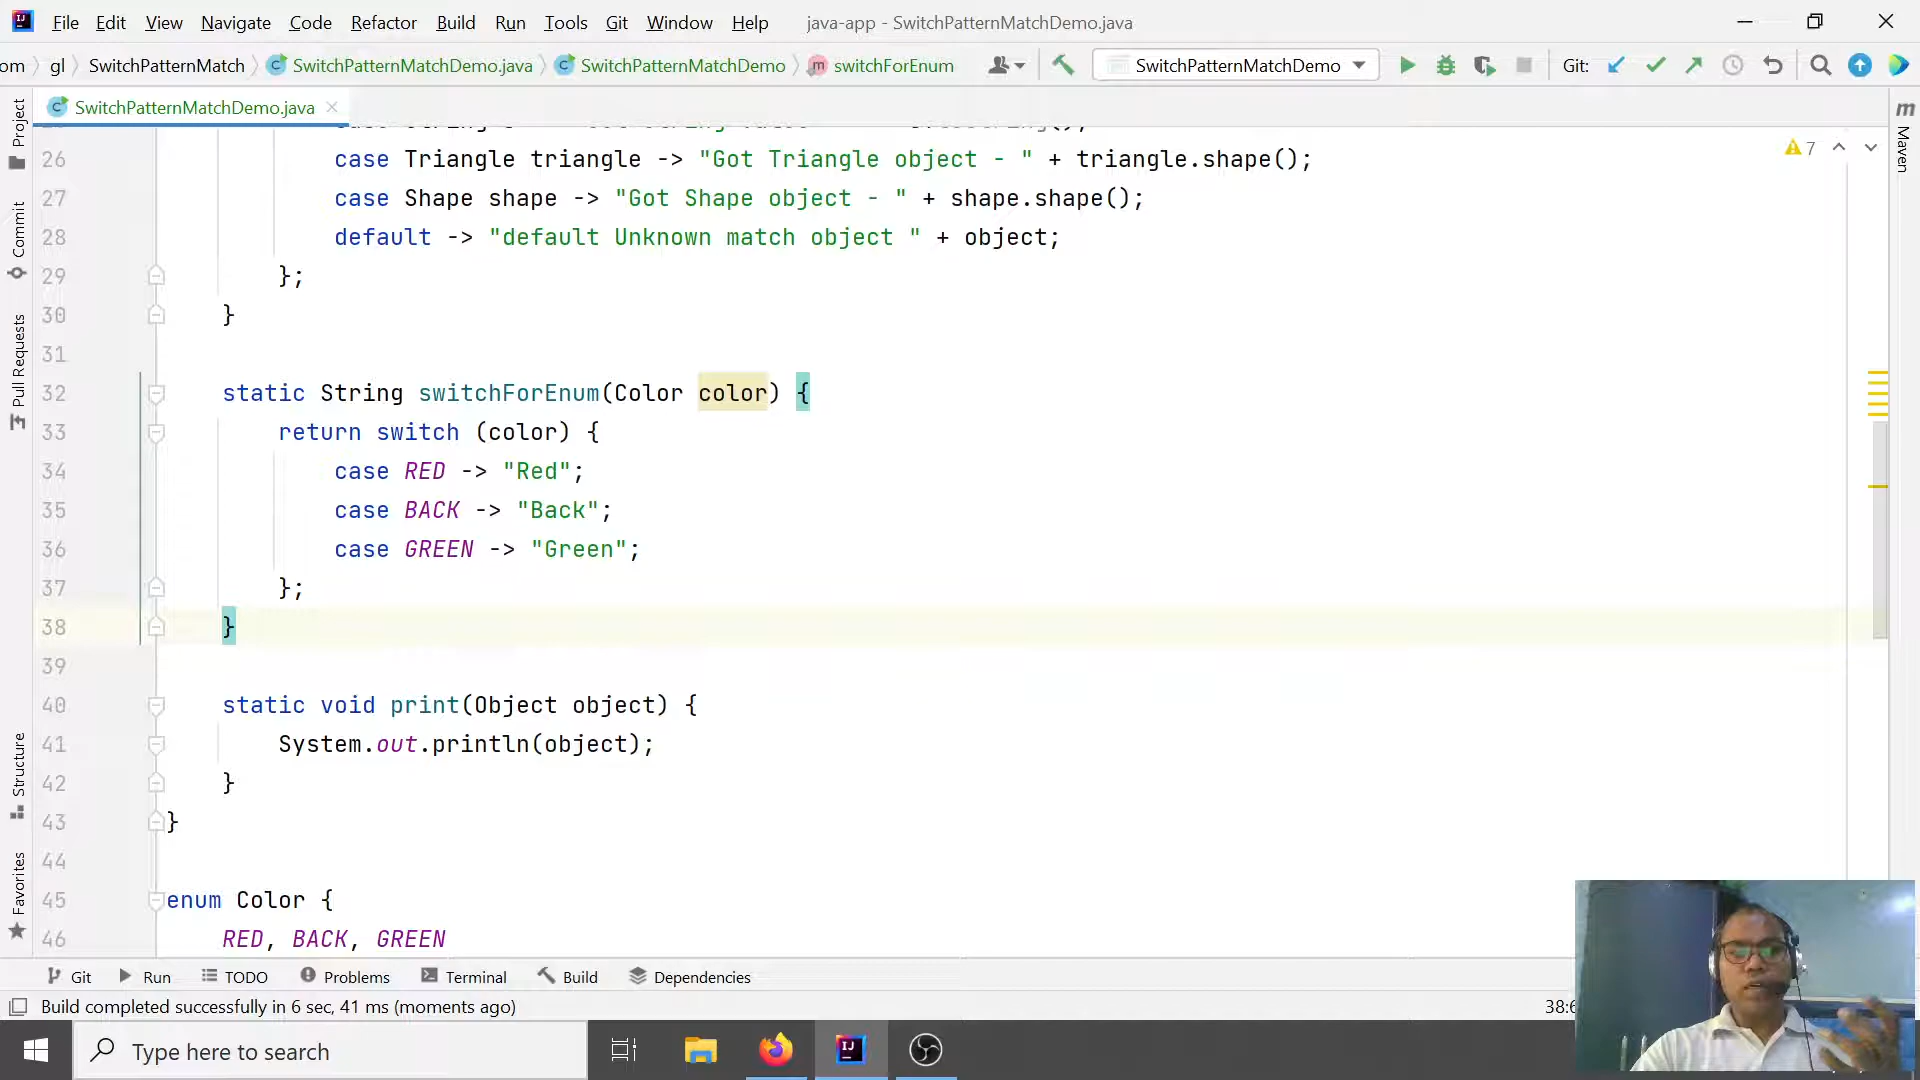 File Edit View Navigate Code Refactor Build Run Tools Git Window Help java-app - SwitchPatternMatchDemo.java
om gl SwitchPatternMatch SwitchPatternMatchDemo.java SwitchPatternMatchDemo switchForEnum SwitchPatternMatchDemo Git:
SwitchPatternMatchDemo.java
7
26 case Triangle triangle -> "Got Triangle object - " + triangle.shape();
27 case Shape shape -> "Got Shape object - " + shape.shape();
28 default -> "default Unknown match object " + object;
29 };
30 }
31
32 static String switchForEnum(Color color) {
33 return switch (color) {
34 case RED -> "Red";
35 case BACK -> "Back";
36 case GREEN -> "Green";
37 };
38 }
39
40 static void print(Object object) {
41 System.out.println(object);
42 }
43 }
44
45 enum Color {
46 RED, BACK, GREEN
Project
Commit
Pull Requests
Structure
Favorites
m
Maven
Git Run TODO Problems Terminal Build Dependencies
Build completed successfully in 6 sec, 41 ms (moments ago)
Type here to search